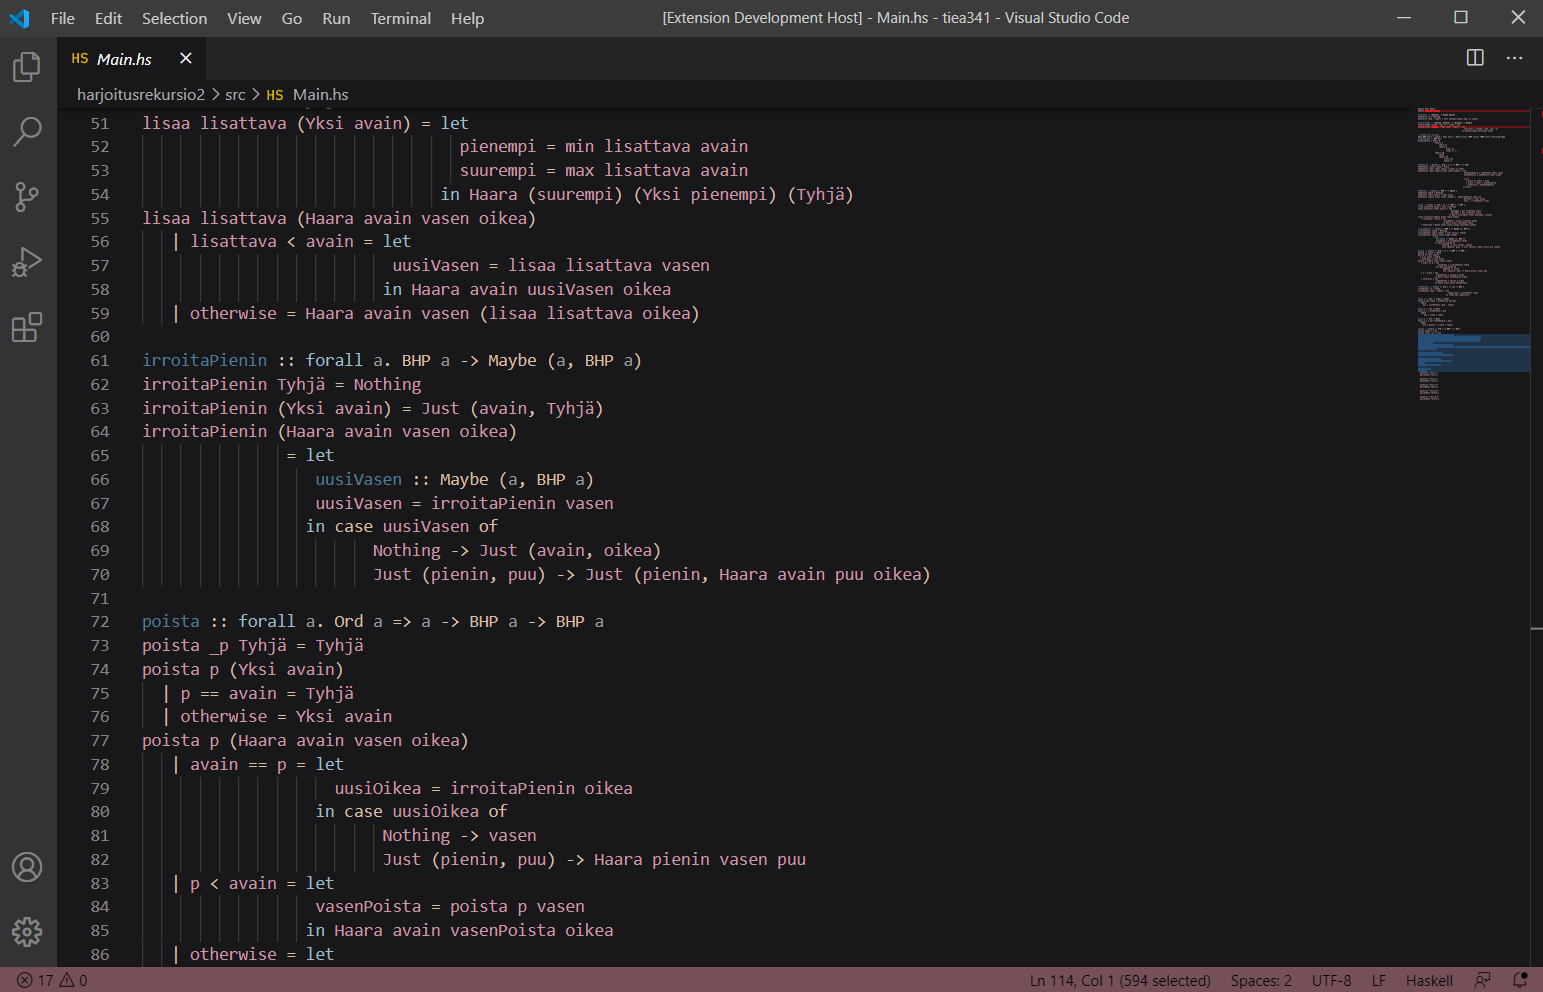 File Edit Selection View Go Run Terminal Help [Extension Development Host] - Main.hs - tiea341 - Visual Studio Code
HS Main.hs
harjoitusrekursio2 > src > HS Main.hs
51 lisaa lisattava (Yksi avain) = let
52 pienempi = min lisattava avain
53 suurempi = max lisattava avain
54 in Haara (suurempi) (Yksi pienempi) (Tyhjä)
55 lisaa lisattava (Haara avain vasen oikea)
56 | lisattava < avain = let
57 uusiVasen = lisaa lisattava vasen
58 in Haara avain uusiVasen oikea
59 | otherwise = Haara avain vasen (lisaa lisattava oikea)
60
61 irroitaPienin :: forall a. BHP a -> Maybe (a, BHP a)
62 irroitaPienin Tyhjä = Nothing
63 irroitaPienin (Yksi avain) = Just (avain, Tyhjä)
64 irroitaPienin (Haara avain vasen oikea)
65 = let
66 uusiVasen :: Maybe (a, BHP a)
67 uusiVasen = irroitaPienin vasen
68 in case uusiVasen of
69 Nothing -> Just (avain, oikea)
70 Just (pienin, puu) -> Just (pienin, Haara avain puu oikea)
71
72 poista :: forall a. Ord a => a -> BHP a -> BHP a
73 poista _p Tyhjä = Tyhjä
74 poista p (Yksi avain)
75 | p == avain = Tyhjä
76 | otherwise = Yksi avain
77 poista p (Haara avain vasen oikea)
78 | avain == p = let
79 uusiOikea = irroitaPienin oikea
80 in case uusiOikea of
81 Nothing -> vasen
82 Just (pienin, puu) -> Haara pienin vasen puu
83 | p < avain = let
84 vasenPoista = poista p vasen
85 in Haara avain vasenPoista oikea
86 | otherwise = let
17 0 Ln 114, Col 1 (594 selected) Spaces: 2 UTF-8 LF Haskell